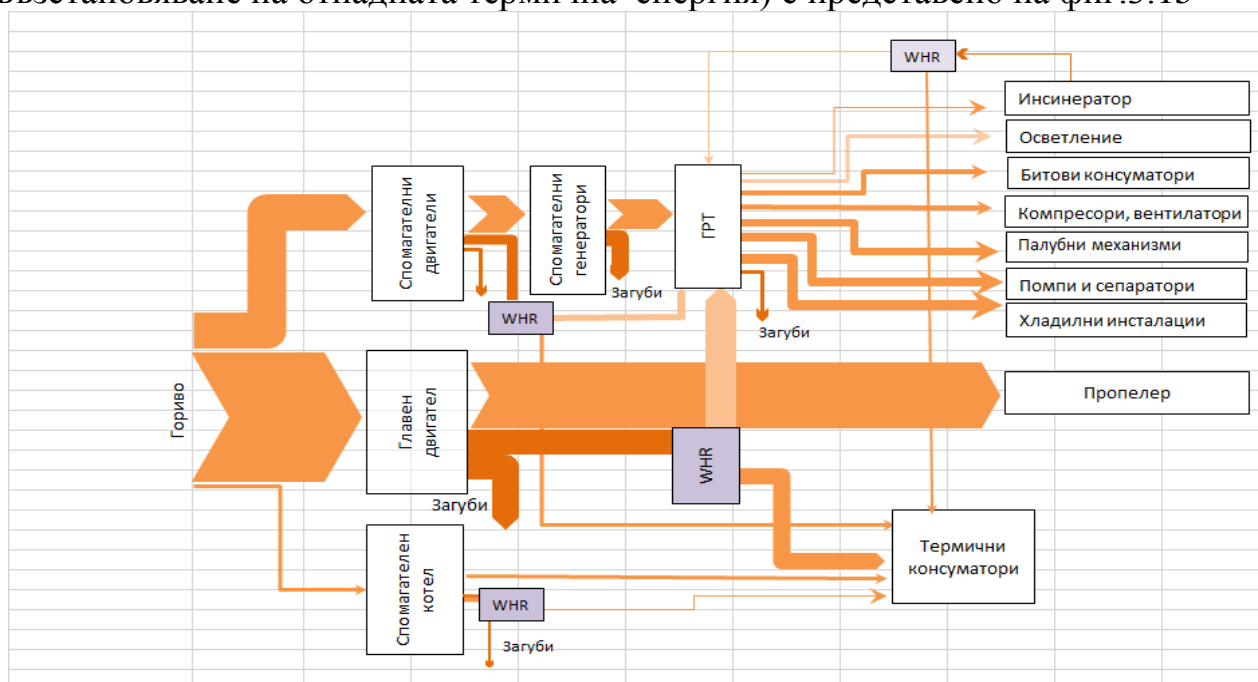 възстановяване на отпадната термична енергия) е представено на фиг.3.13
WHR
Инсинератор
Осветление
Битови консуматори
Компресори, вентилатори
Палубни механизми
Помпи и сепаратори
Хладилни инсталации
Спомагателни
двигатели
Спомагателни
генератори
ГРТ
Загуби
WHR
Загуби
Пропелер
Гориво
Главен
двигател
WHR
Загуби
Термични
консуматори
Спомагателен
котел
WHR
Загуби